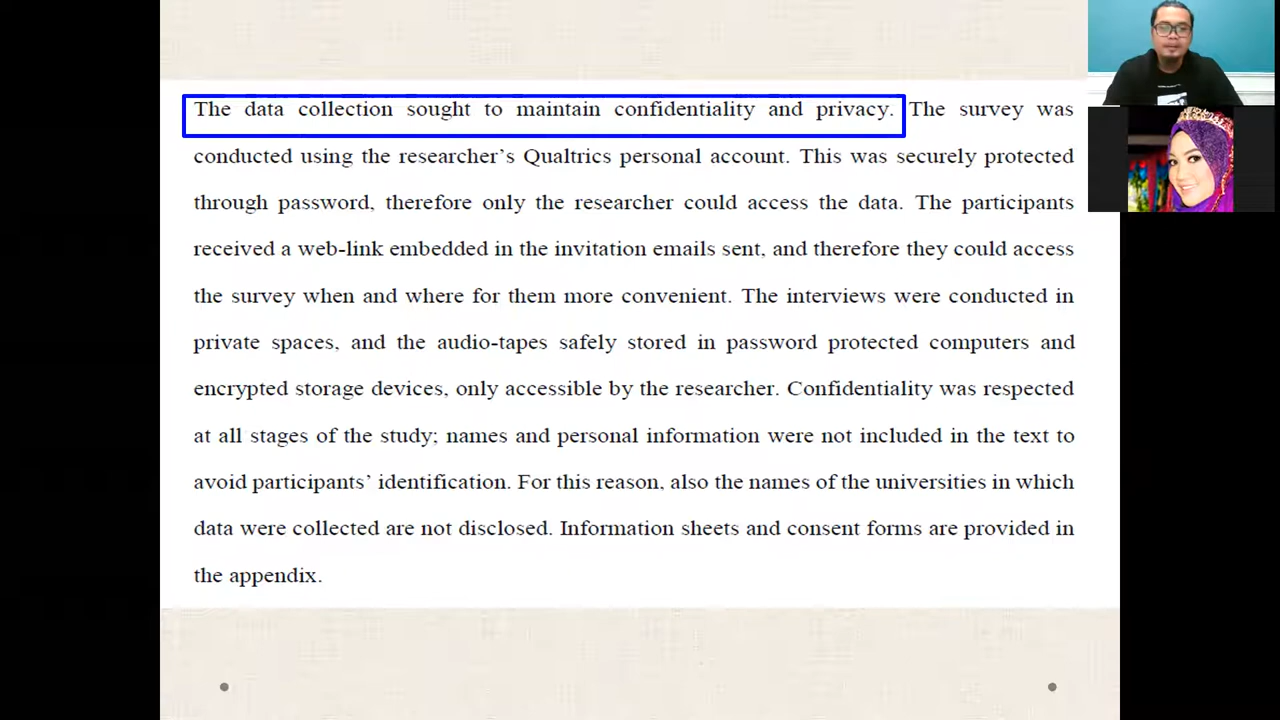 The data collection sought to maintain confidentiality and privacy. The survey was
conducted using the researcher’s Qualtrics personal account. This was securely protected
through password, therefore only the researcher could access the data. The participants
received a web-link embedded in the invitation emails sent, and therefore they could access
the survey when and where for them more convenient. The interviews were conducted in
private spaces, and the audio-tapes safely stored in password protected computers and
encrypted storage devices, only accessible by the researcher. Confidentiality was respected
at all stages of the study; names and personal information were not included in the text to
avoid participants’ identification. For this reason, also the names of the universities in which
data were collected are not disclosed. Information sheets and consent forms are provided in
the appendix.